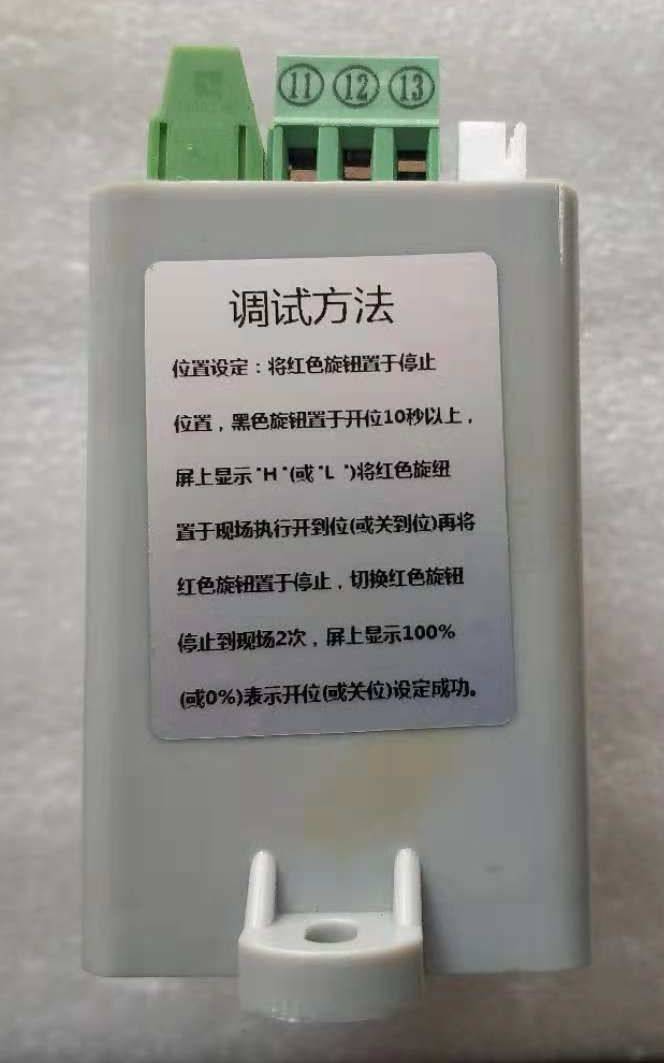 ⑪ ⑫ ⑬
调试方法
位置设定：将红色旋钮置于停止
位置，黑色旋钮置于开位10秒以上，
屏上显示"H"(或"L")将红色旋纽
置于现场执行开到位(或关到位)再将
红色旋钮置于停止，切换红色旋钮
停止到现场2次，屏上显示100%
(或0%)表示开位(或关位)设定成功。